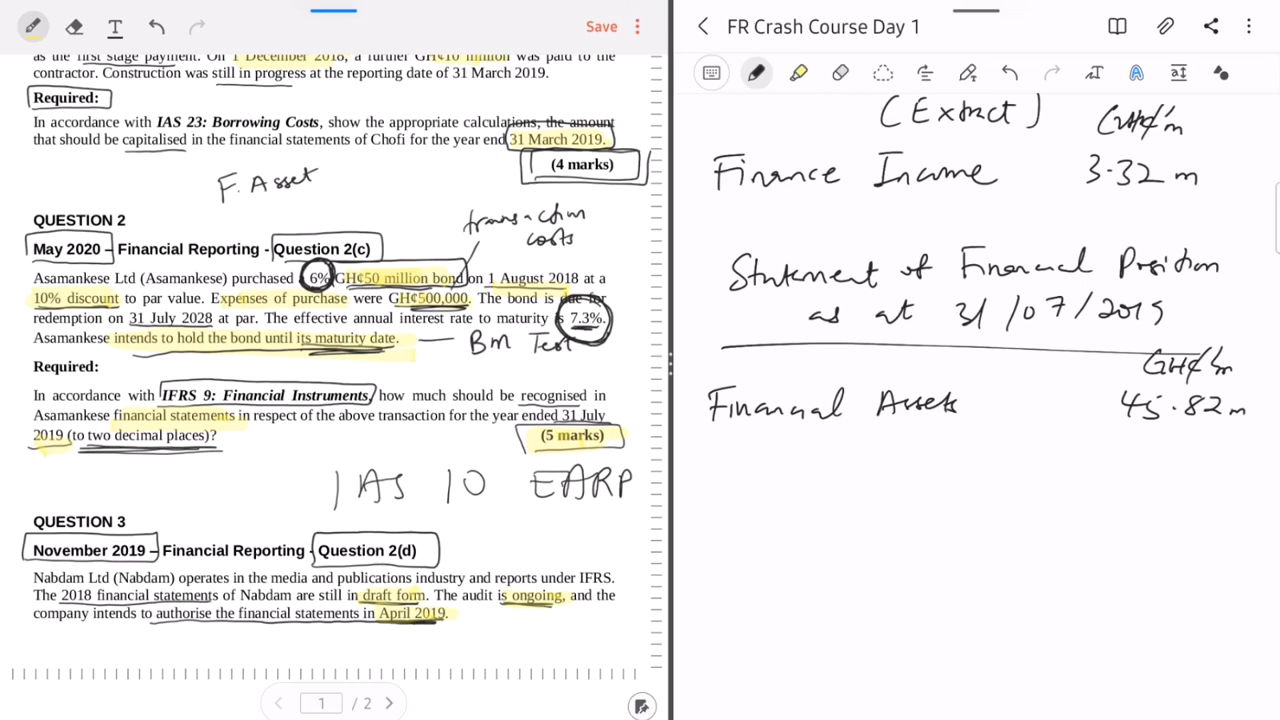 Save
as the first stage payment. On 1 December 2018, a further GH¢10 million was paid to the
contractor. Construction was still in progress at the reporting date of 31 March 2019.
Required:
In accordance with IAS 23: Borrowing Costs, show the appropriate calculations, the amount
that should be capitalised in the financial statements of Chofi for the year end 31 March 2019.
(4 marks)
F. Asset
QUESTION 2
transaction
costs
May 2020 – Financial Reporting - Question 2(c)
Asamankese Ltd (Asamankese) purchased a 6% GH¢50 million bond on 1 August 2018 at a
10% discount to par value. Expenses of purchase were GH¢500,000. The bond is due for
redemption on 31 July 2028 at par. The effective annual interest rate to maturity is 7.3%.
Asamankese intends to hold the bond until its maturity date.
Bm Test
Required:
In accordance with IFRS 9: Financial Instruments, how much should be recognised in
Asamankese financial statements in respect of the above transaction for the year ended 31 July
2019 (to two decimal places)?
(5 marks)
IAS 10 EARP
QUESTION 3
November 2019 – Financial Reporting - Question 2(d)
Nabdam Ltd (Nabdam) operates in the media and publications industry and reports under IFRS.
The 2018 financial statements of Nabdam are still in draft form. The audit is ongoing, and the
company intends to authorise the financial statements in April 2019.
1 / 2
FR Crash Course Day 1
(Extract)
GH¢'m
Finance Income 3.32m
Statement of Financial Position
as at 31/07/2019
GH¢'m
Financial Assets 45.82m